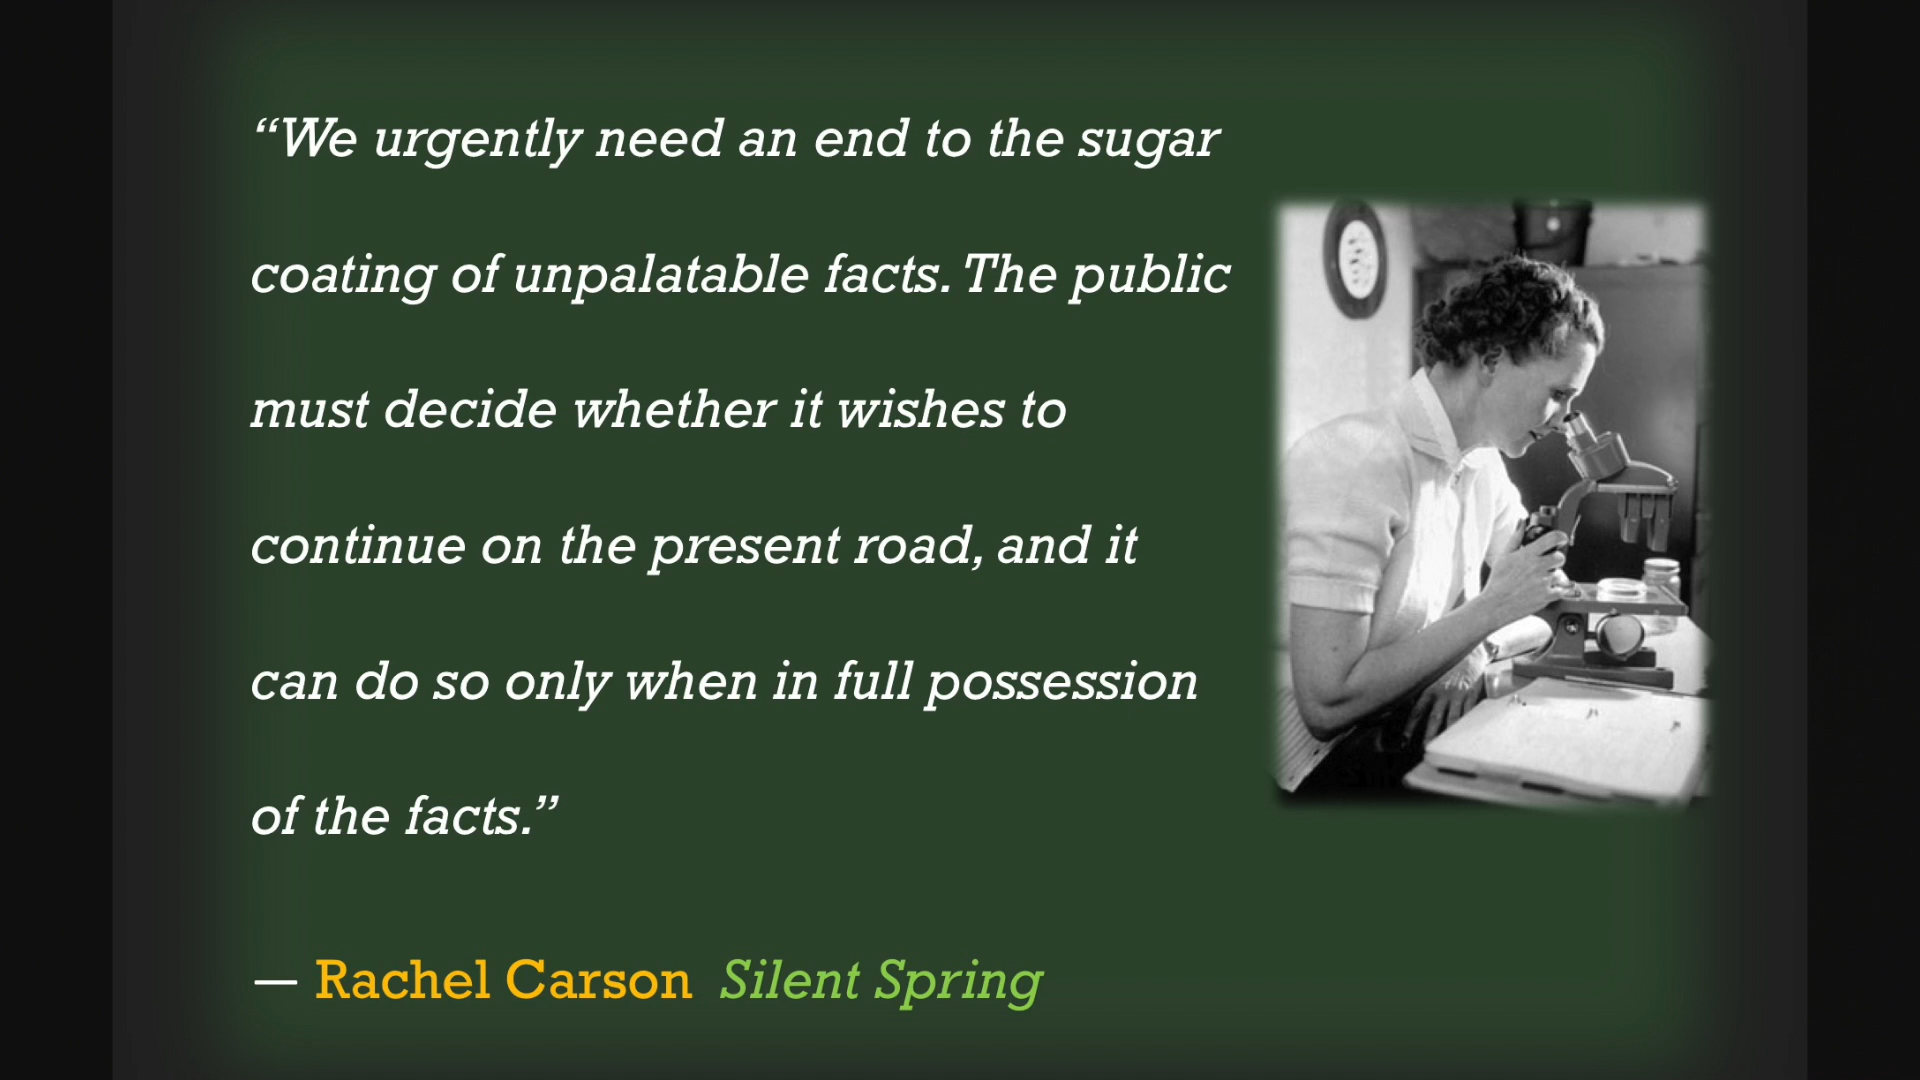 “We urgently need an end to the sugar
coating of unpalatable facts. The public
must decide whether it wishes to
continue on the present road, and it
can do so only when in full possession
of the facts.”
— Rachel Carson Silent Spring